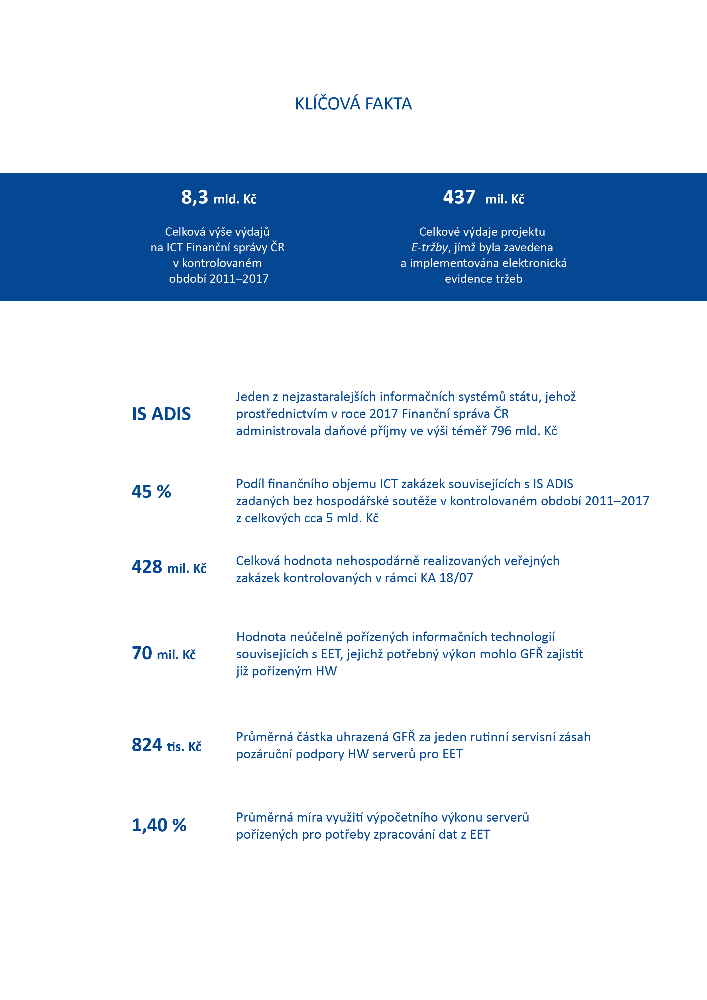 KLÍČOVÁ FAKTA
8,3 mld. Kč
Celková výše výdajů
na ICT Finanční správy ČR
v kontrolovaném
období 2011–2017
437 mil. Kč
Celkové výdaje projektu
E-tržby, jímž byla zavedena
a implementována elektronická
evidence tržeb
IS ADIS
Jeden z nejzastaralejších informačních systémů státu, jehož
prostřednictvím v roce 2017 Finanční správa ČR
administrovala daňové příjmy ve výši téměř 796 mld. Kč
45 %
Podíl finančního objemu ICT zakázek souvisejících s IS ADIS
zadaných bez hospodářské soutěže v kontrolovaném období 2011–2017
z celkových cca 5 mld. Kč
428 mil. Kč
Celková hodnota nehospodárně realizovaných veřejných
zakázek kontrolovaných v rámci KA 18/07
70 mil. Kč
Hodnota neúčelně pořízených informačních technologií
souvisejících s EET, jejichž potřebný výkon mohlo GFŘ zajistit
již pořízeným HW
824 tis. Kč
Průměrná částka uhrazená GFŘ za jeden rutinní servisní zásah
pozáruční podpory HW serverů pro EET
1,40 %
Průměrná míra využití výpočetního výkonu serverů
pořízených pro potřeby zpracování dat z EET